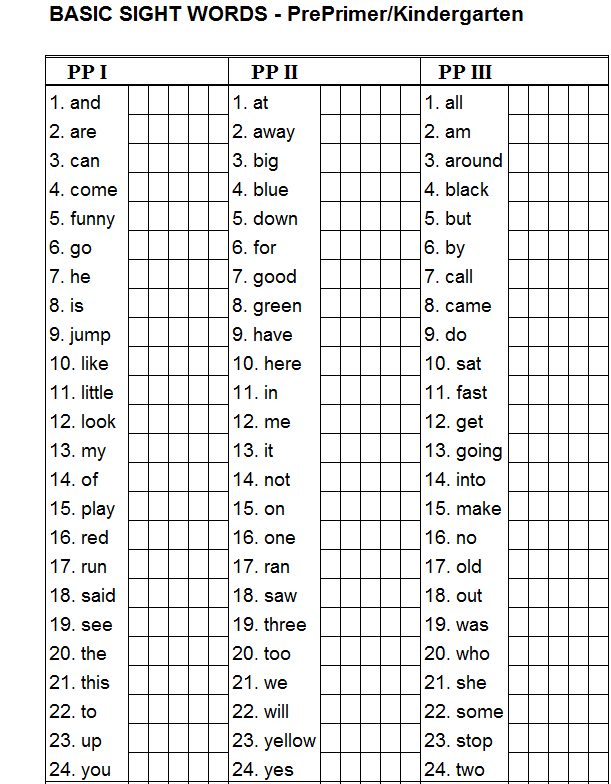 BASIC SIGHT WORDS - PrePrimer/Kindergarten
PP I PP II PP III
1. and 1. at 1. all
2. are 2. away 2. am
3. can 3. big 3. around
4. come 4. blue 4. black
5. funny 5. down 5. but
6. go 6. for 6. by
7. he 7. good 7. call
8. is 8. green 8. came
9. jump 9. have 9. do
10. like 10. here 10. sat
11. little 11. in 11. fast
12. look 12. me 12. get
13. my 13. it 13. going
14. of 14. not 14. into
15. play 15. on 15. make
16. red 16. one 16. no
17. run 17. ran 17. old
18. said 18. saw 18. out
19. see 19. three 19. was
20. the 20. too 20. who
21. this 21. we 21. she
22. to 22. will 22. some
23. up 23. yellow 23. stop
24. you 24. yes 24. two